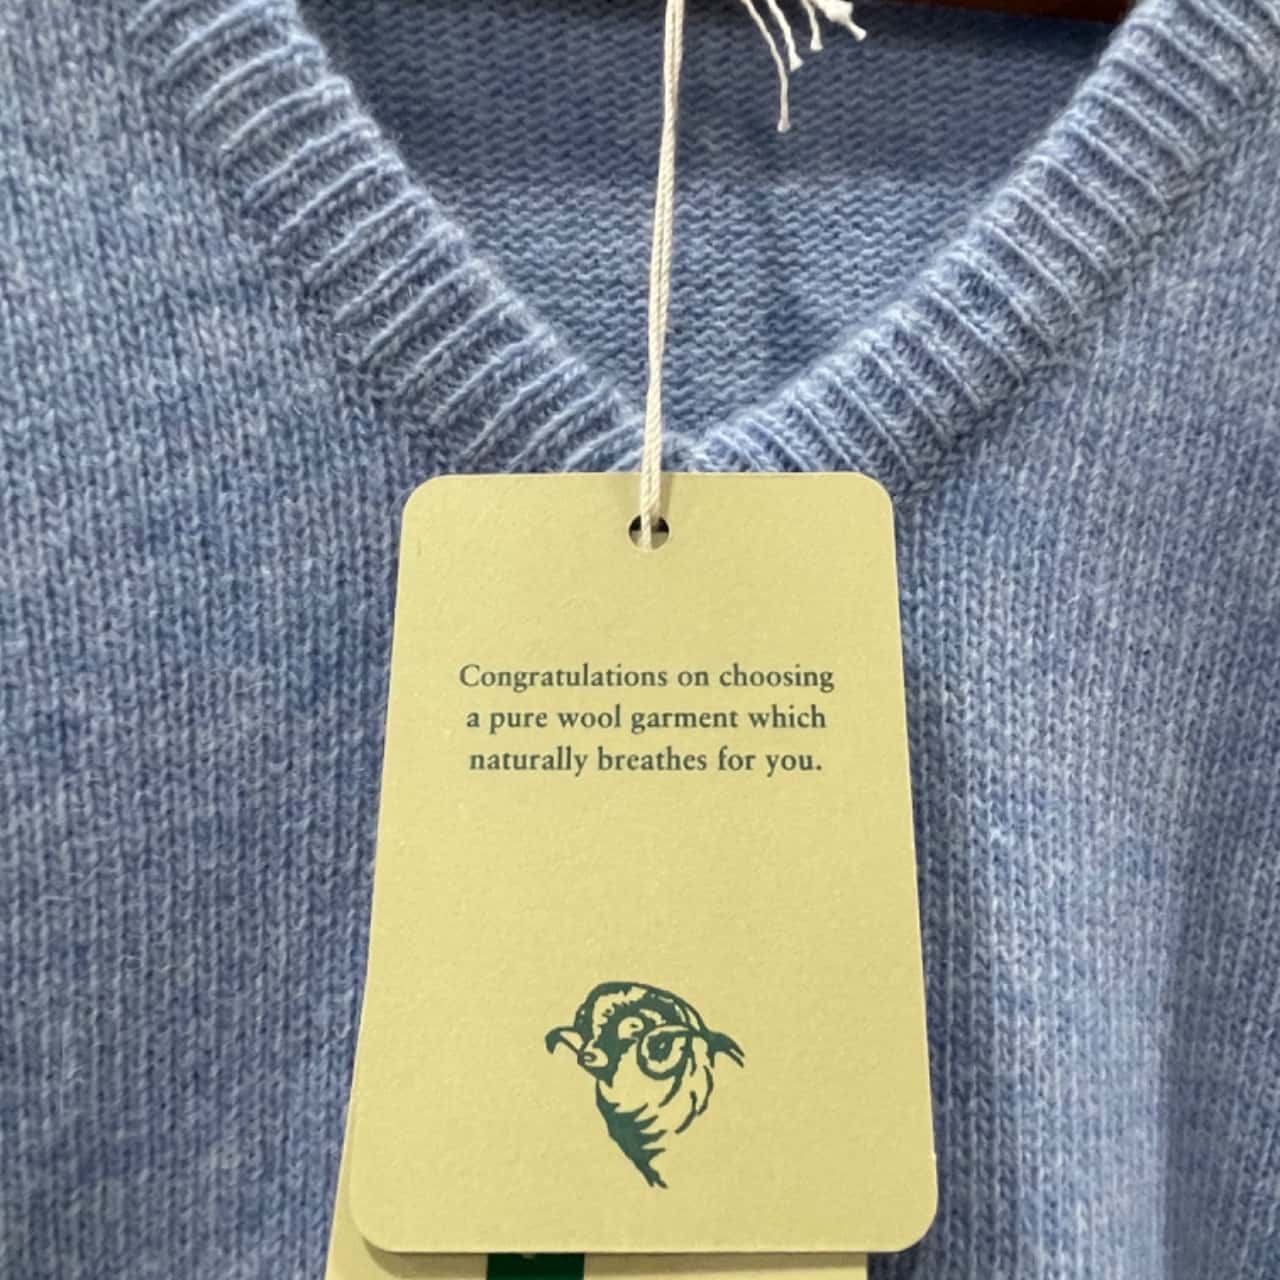 Congratulations on choosing
a pure wool garment which
naturally breathes for you.